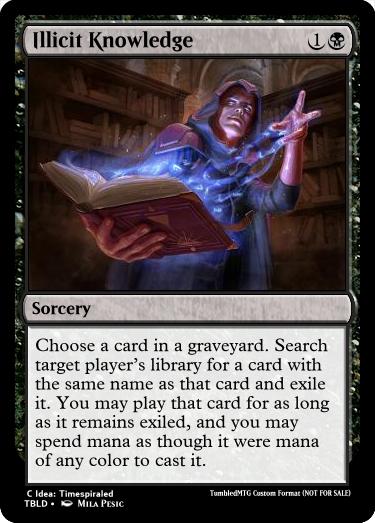 Illicit Knowledge 1
Sorcery
Choose a card in a graveyard. Search
target player's library for a card with
the same name as that card and exile
it. You may play that card for as long
as it remains exiled, and you may
spend mana as though it were mana
of any color to cast it.
C Idea: Timespiraled
TumbledMTG Custom Format (NOT FOR SALE)
TBLD • Mila Pesic